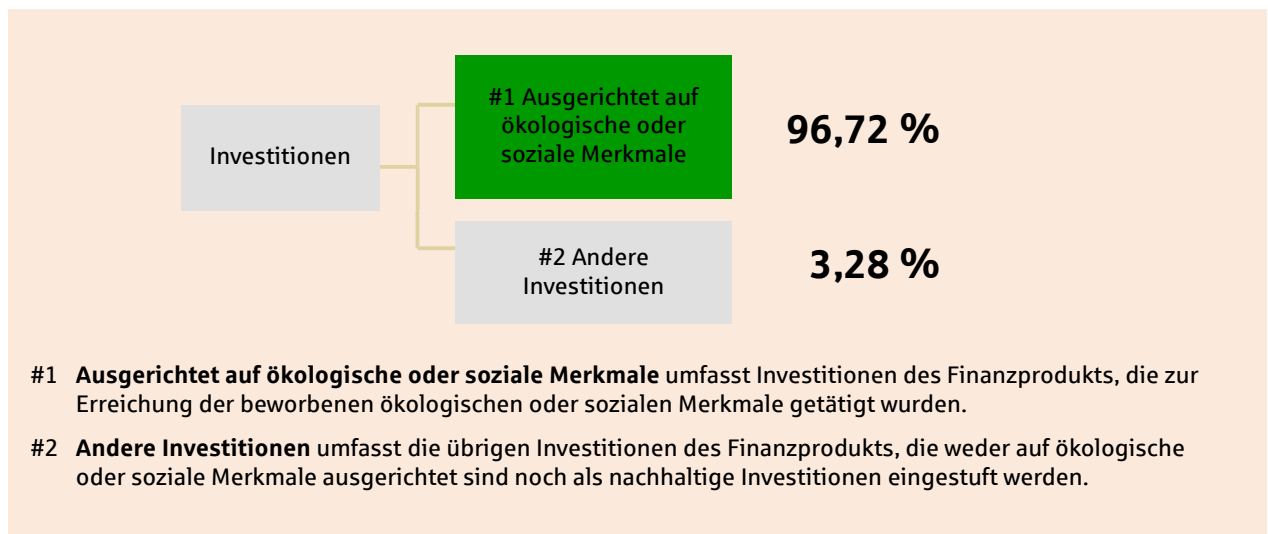 Investitionen
#1 Ausgerichtet auf
ökologische oder
soziale Merkmale
96,72 %
#2 Andere
Investitionen
3,28 %
#1 Ausgerichtet auf ökologische oder soziale Merkmale umfasst Investitionen des Finanzprodukts, die zur
Erreichung der beworbenen ökologischen oder sozialen Merkmale getätigt wurden.
#2 Andere Investitionen umfasst die übrigen Investitionen des Finanzprodukts, die weder auf ökologische
oder soziale Merkmale ausgerichtet sind noch als nachhaltige Investitionen eingestuft werden.